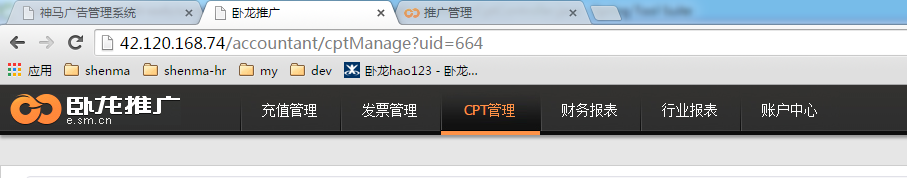 神马广告管理系统 卧龙推广 推广管理
42.120.168.74/accountant/cptManage?uid=664
应用 shenma shenma-hr my dev 卧龙hao123 - 卧龙...
卧龙推广 充值管理 发票管理 CPT管理 财务报表 行业报表 账户中心
e.sm.cn